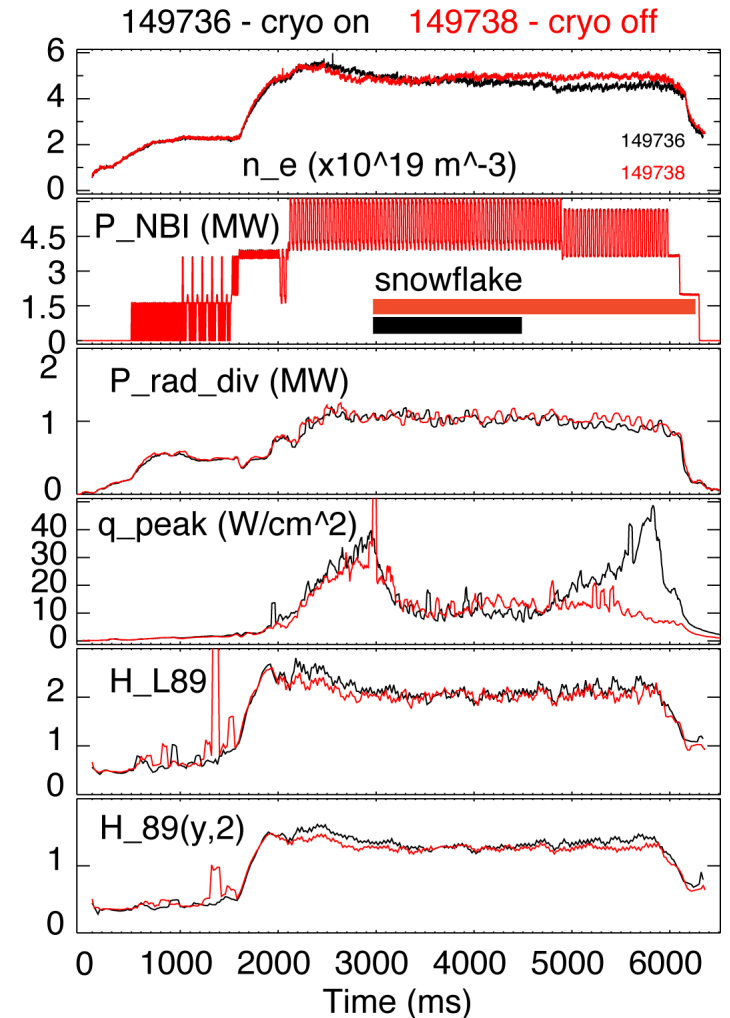 149736 - cryo on 149738 - cryo off
6
4
2
0
n_e (x10^19 m^-3)
149736
149738
P_NBI (MW)
4.5
3
1.5
0
snowflake
2
1
0
P_rad_div (MW)
40
30
20
10
0
q_peak (W/cm^2)
2
1
0
H_L89
1
0
H_89(y,2)
0 1000 2000 3000 4000 5000 6000
Time (ms)